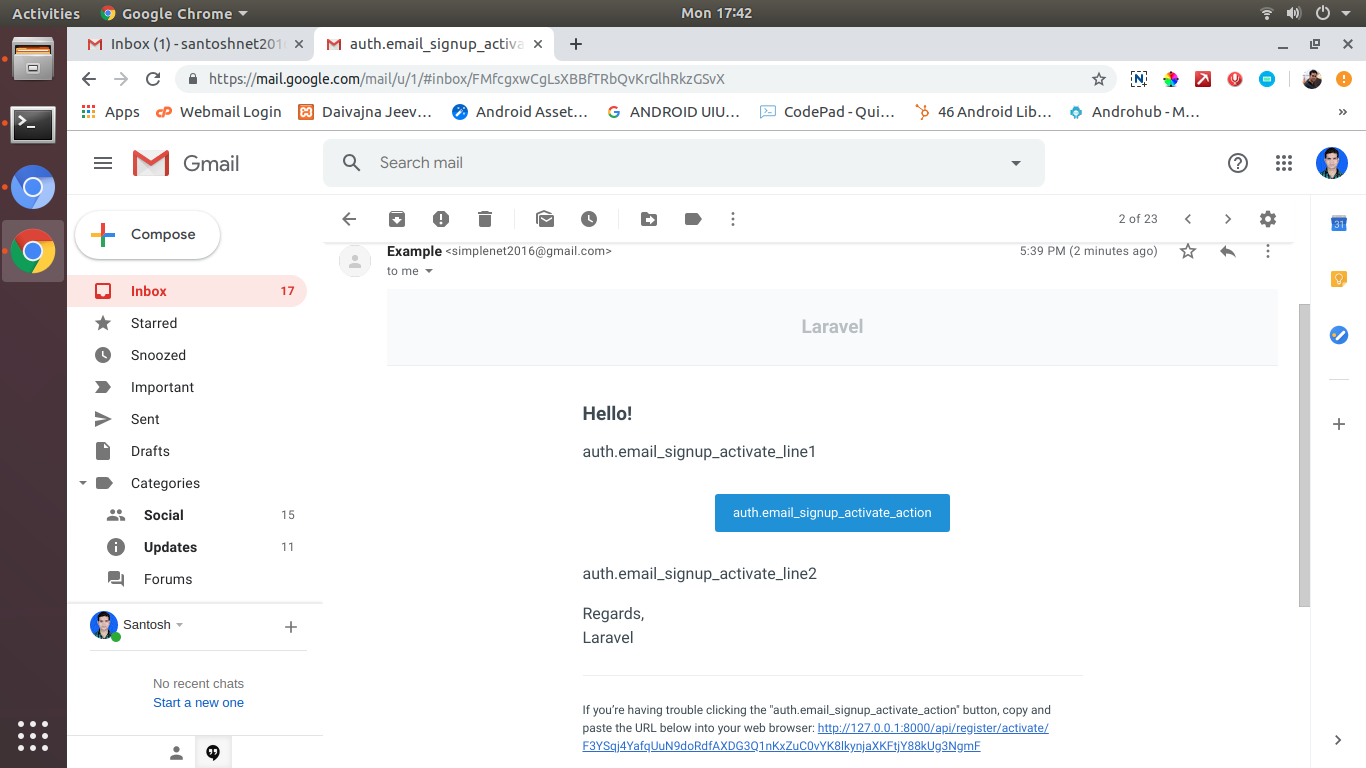 Activities Google Chrome Mon 17:42
Inbox (1) - santoshnet201 auth.email_signup_activa
https://mail.google.com/mail/u/1/#inbox/FMfcgxwCgLsXBBfTRbQvKrGlhRkzGSvX
Apps Webmail Login Daivajna Jeev… Android Asset… ANDROID UIU… CodePad - Qui… 46 Android Lib… Androhub - M… »
Gmail Search mail
Compose 2 of 23
Example <simplenet2016@gmail.com> 5:39 PM (2 minutes ago)
to me
Inbox 17
Starred
Snoozed
Important
Sent
Drafts
Categories
Social 15
Updates 11
Forums
Santosh
No recent chats
Start a new one
Laravel
Hello!
auth.email_signup_activate_line1
auth.email_signup_activate_action
auth.email_signup_activate_line2
Regards,
Laravel
If you're having trouble clicking the "auth.email_signup_activate_action" button, copy and
paste the URL below into your web browser: http://127.0.0.1:8000/api/register/activate/
F3YSqj4YafqUuN9doRdfAXDG3Q1nKxZuC0vYK8lkynjaXKFtjY88kUg3NgmF
31